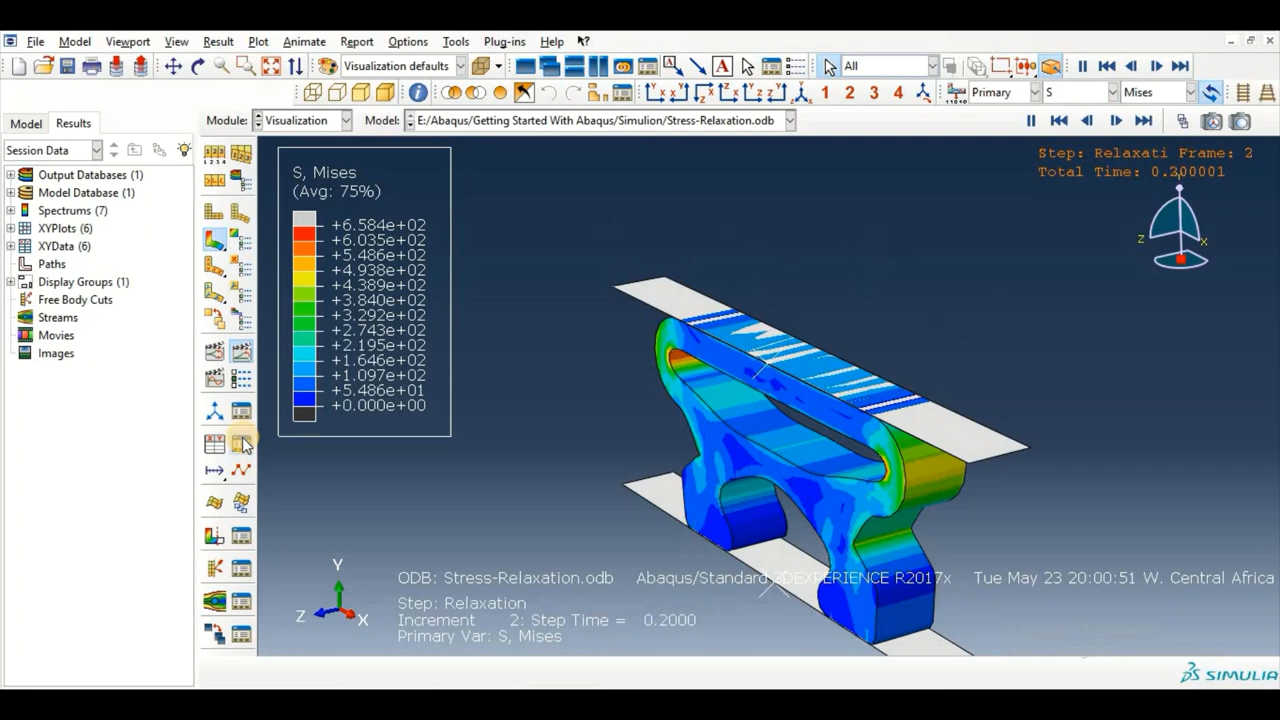 File Model Viewport View Result Plot Animate Report Options Tools Plug-ins Help
Visualization defaults All
1 2 3 4 Primary S Mises
Model Results Module: Visualization Model: E:/Abaqus/Getting Started With Abaqus/Simulion/Stress-Relaxation.odb
Session Data
Output Databases (1)
Model Database (1)
Spectrums (7)
XYPlots (6)
XYData (6)
Paths
Display Groups (1)
Free Body Cuts
Streams
Movies
Images
S, Mises
(Avg: 75%)
+6.584e+02
+6.035e+02
+5.486e+02
+4.938e+02
+4.389e+02
+3.840e+02
+3.292e+02
+2.743e+02
+2.195e+02
+1.646e+02
+1.097e+02
+5.486e+01
+0.000e+00
Step: Relaxati Frame: 2
Total Time: 0.200001
Y
Z X
Y
Z X
ODB: Stress-Relaxation.odb Abaqus/Standard 3DEXPERIENCE R2017x Tue May 23 20:00:51 W. Central Africa
Step: Relaxation
Increment 2: Step Time = 0.2000
Primary Var: S, Mises
SIMULIA